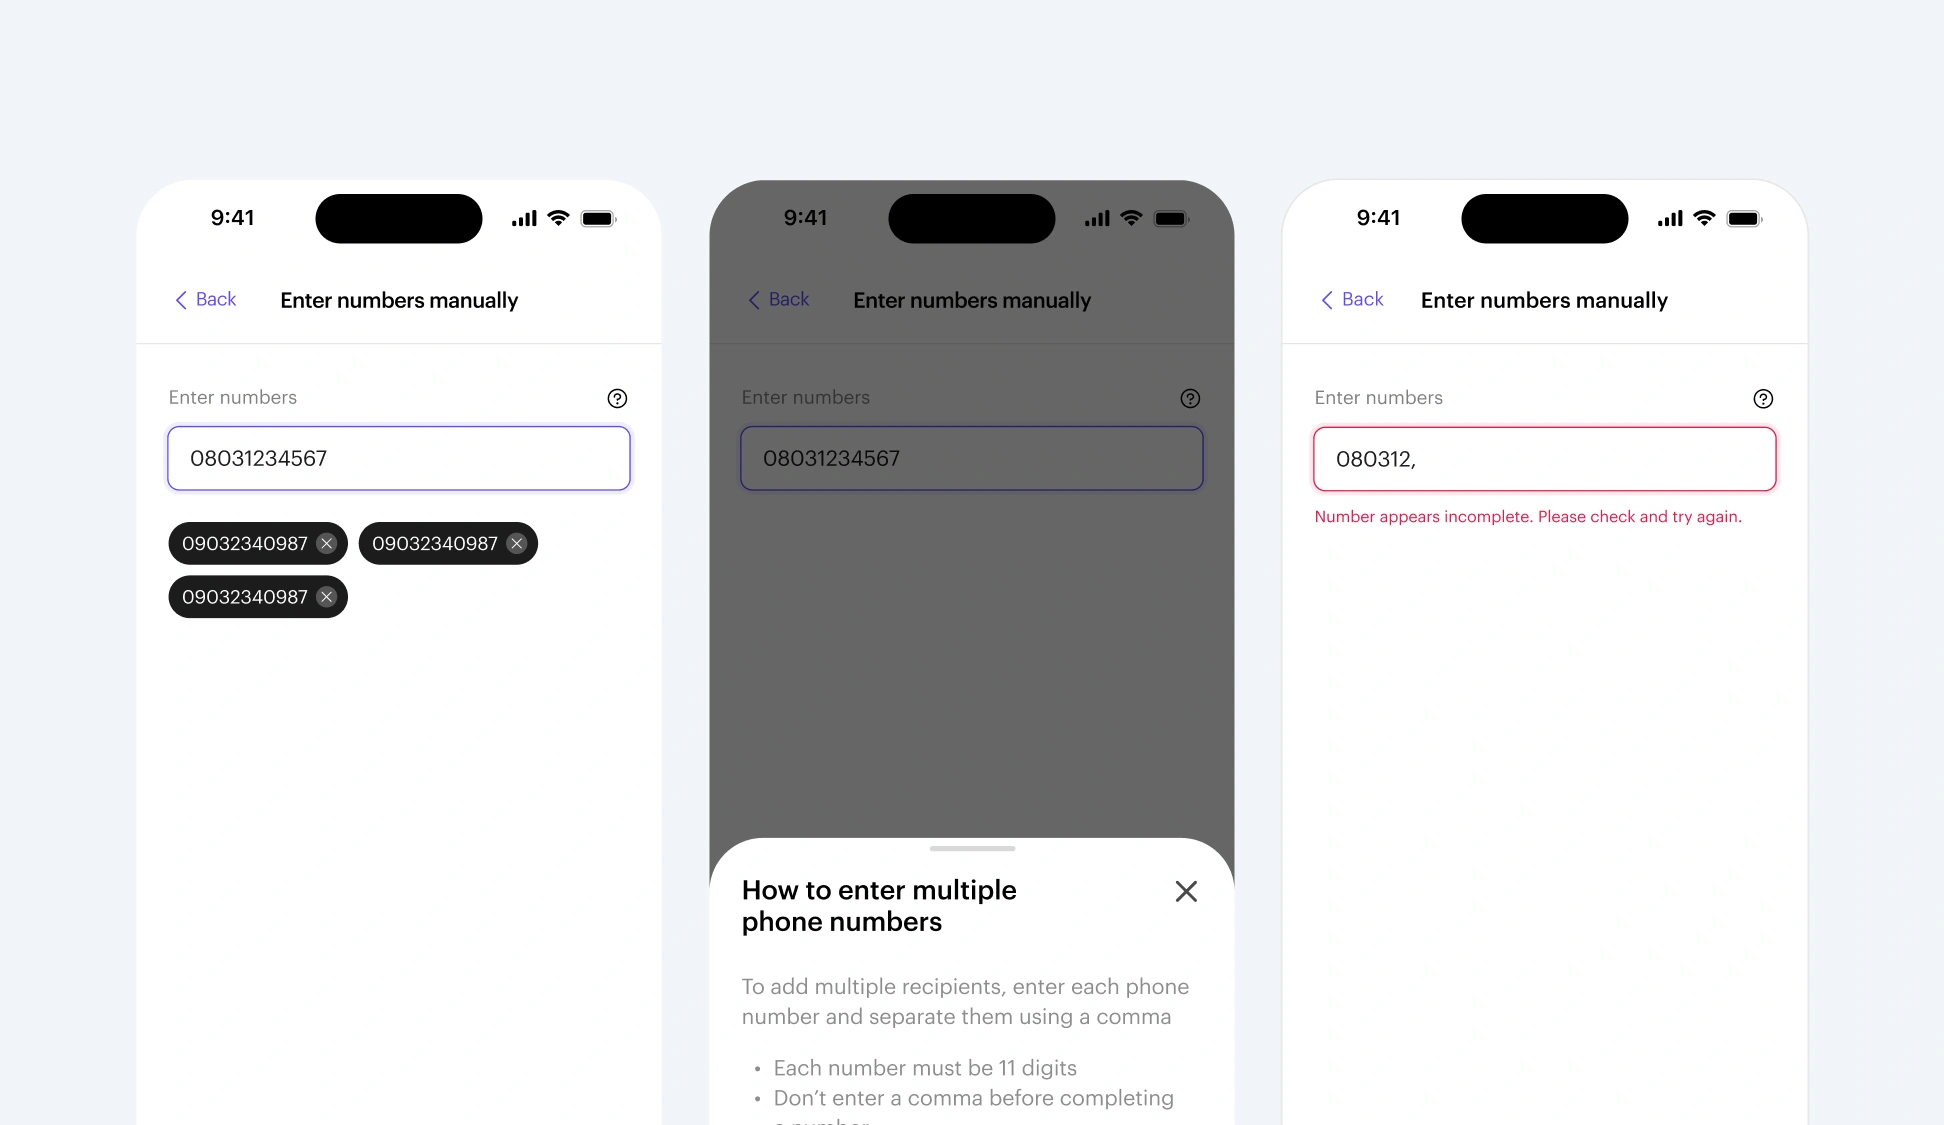 9:41
Back
Enter numbers manually
Enter numbers
08031234567
09032340987
09032340987
09032340987
9:41
Back
Enter numbers manually
Enter numbers
08031234567
How to enter multiple
phone numbers
To add multiple recipients, enter each phone
number and separate them using a comma
• Each number must be 11 digits
• Don’t enter a comma before completing
9:41
Back
Enter numbers manually
Enter numbers
080312,
Number appears incomplete. Please check and try again.